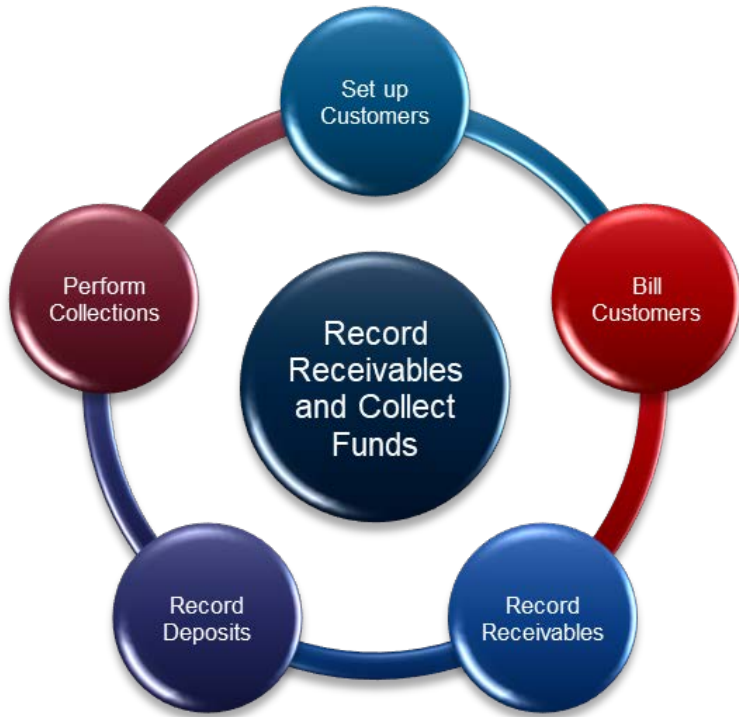 Set up
Customers
Bill
Customers
Record
Receivables
Record
Deposits
Perform
Collections
Record
Receivables
and Collect
Funds